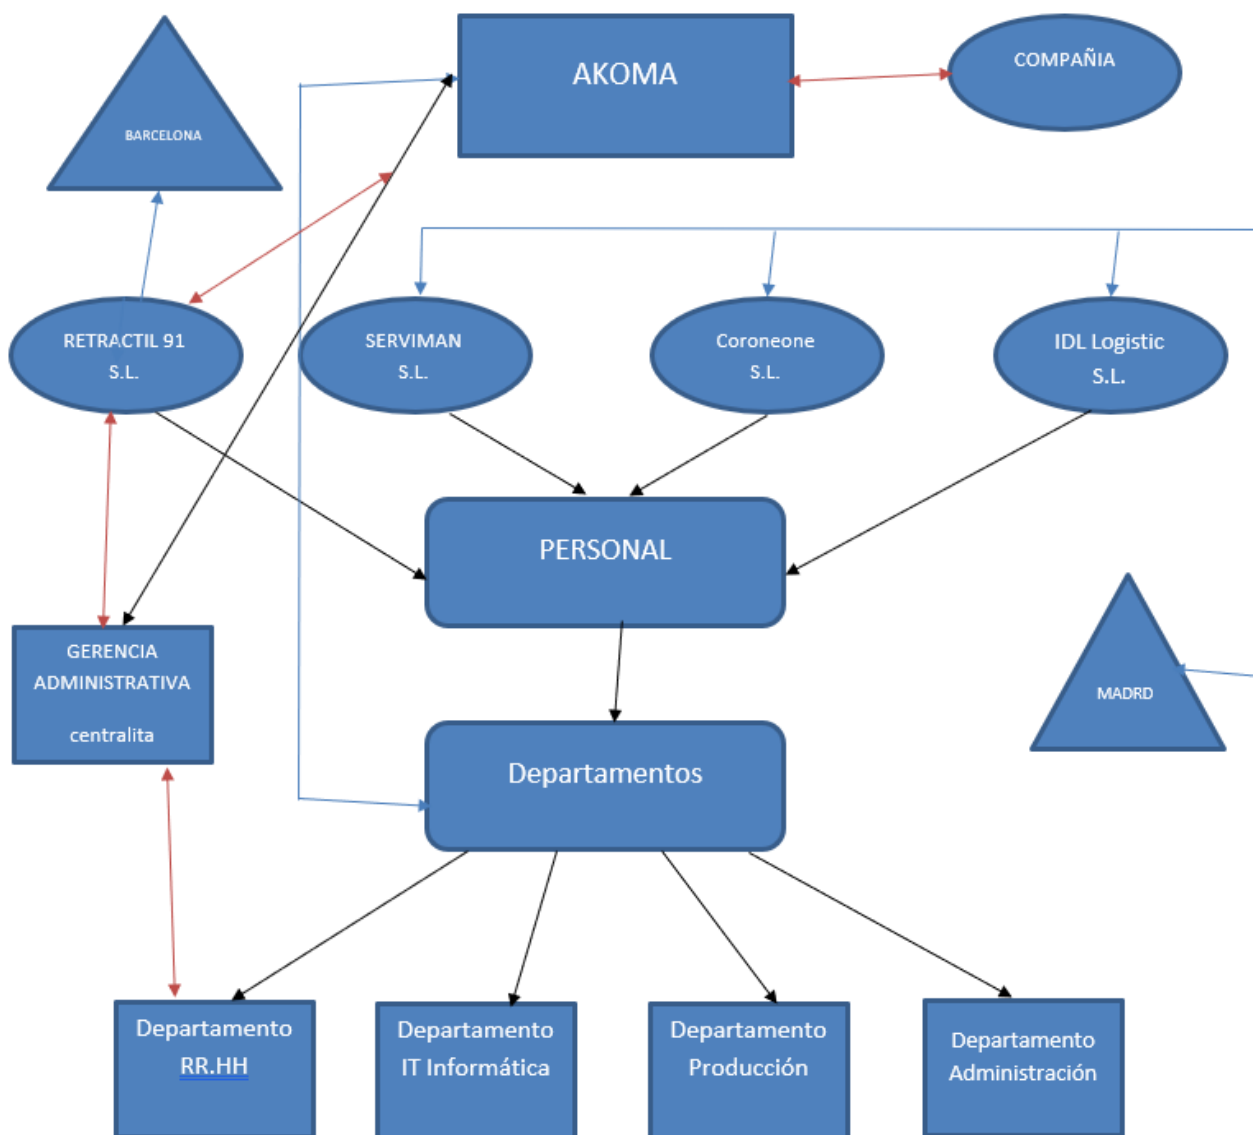 AKOMA
COMPAÑIA
BARCELONA
RETRACTIL 91
S.L.
SERVIMAN
S.L.
Coroneone
S.L.
IDL Logistic
S.L.
PERSONAL
GERENCIA
ADMINISTRATIVA
centralita
MADRD
Departamentos
Departamento
RR.HH
Departamento
IT Informática
Departamento
Producción
Departamento
Administración